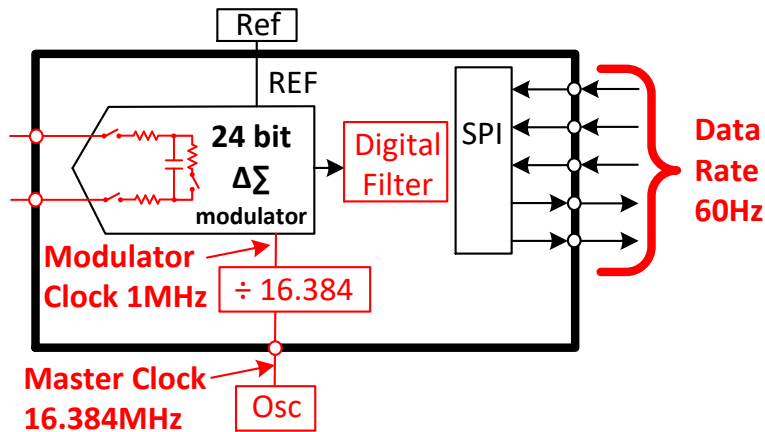 Ref
REF
24 bit
ΔΣ
modulator
Digital
Filter
SPI
Data
Rate
60Hz
Modulator
Clock 1MHz
÷ 16.384
Master Clock
16.384MHz
Osc